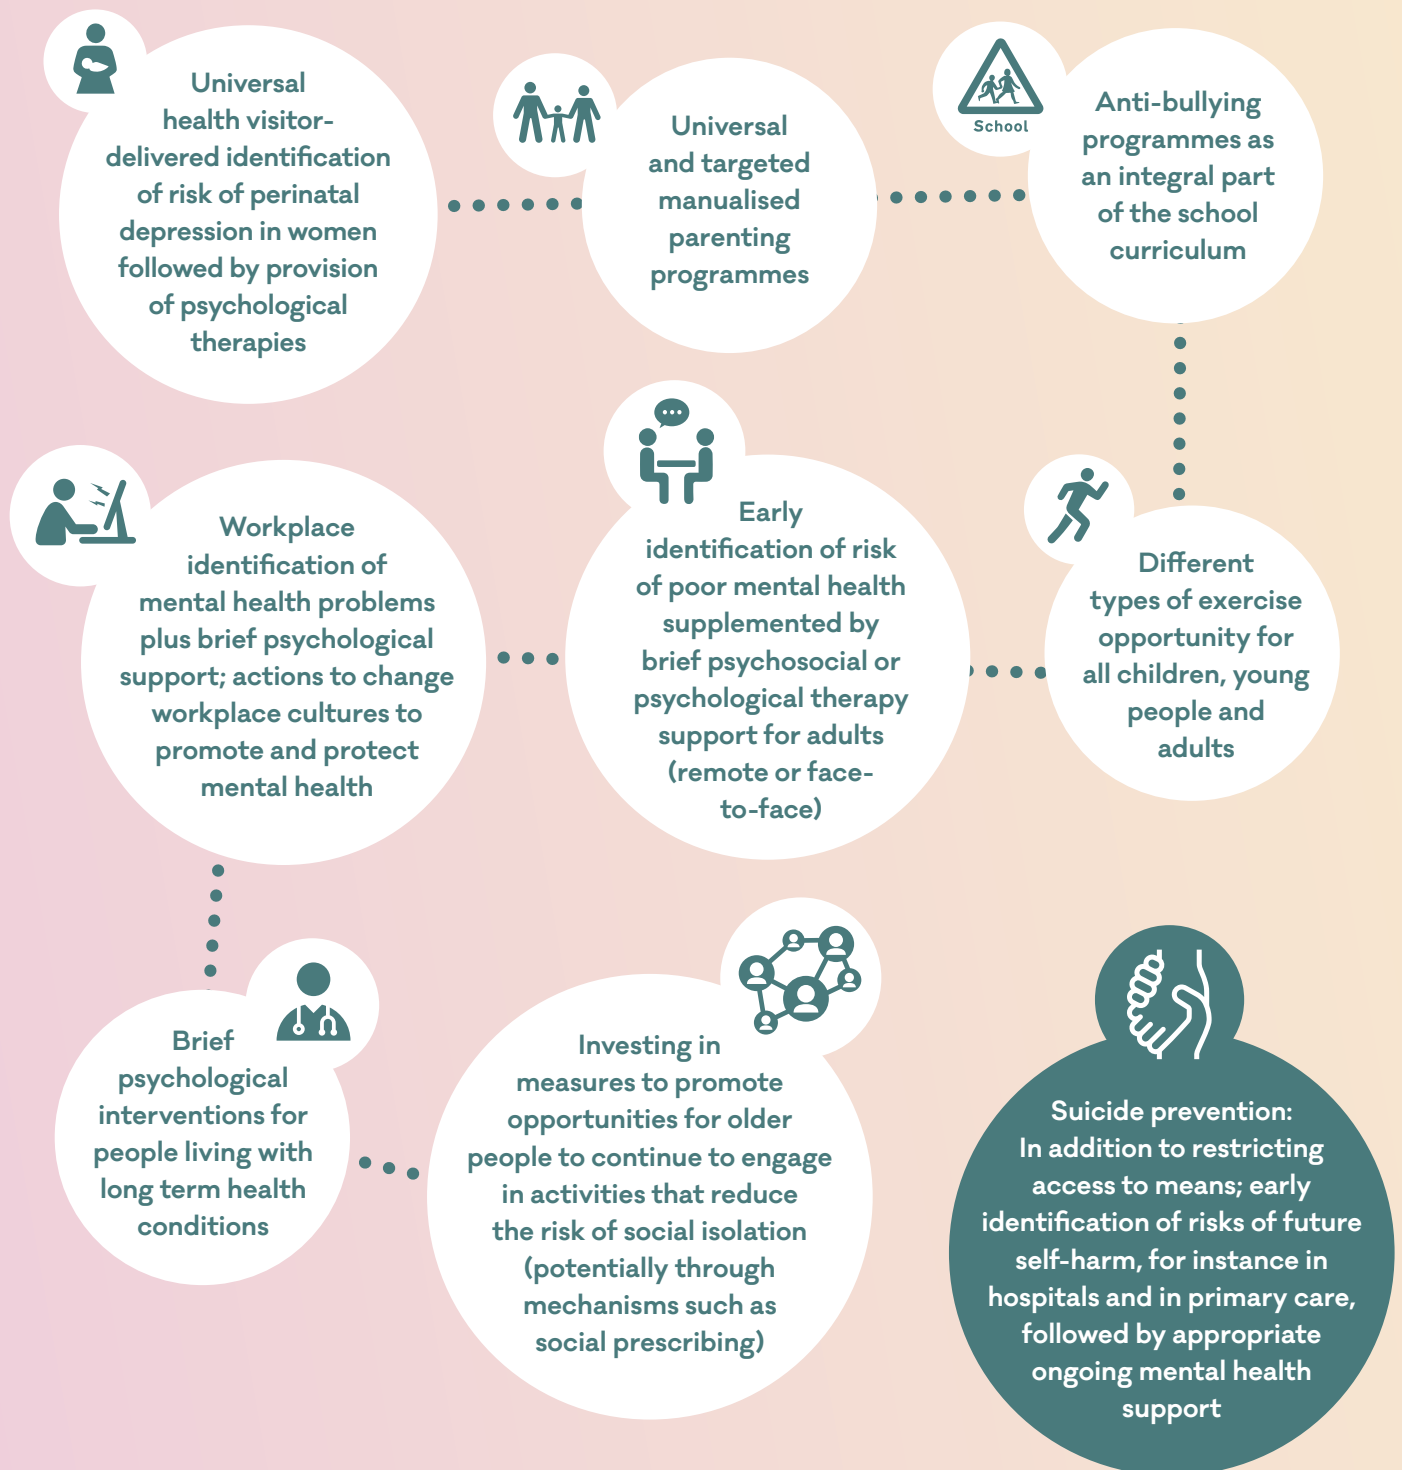 Universal
health visitor-
delivered identification
of risk of perinatal
depression in women
followed by provision
of psychological
therapies
Universal
and targeted
manualised
parenting
programmes
School
Anti-bullying
programmes as
an integral part
of the school
curriculum
Different
types of exercise
opportunity for
all children, young
people and
adults
Early
identification of risk
of poor mental health
supplemented by
brief psychosocial or
psychological therapy
support for adults
(remote or face-
to-face)
Workplace
identification of
mental health problems
plus brief psychological
support; actions to change
workplace cultures to
promote and protect
mental health
Brief
psychological
interventions for
people living with
long term health
conditions
Investing in
measures to promote
opportunities for older
people to continue to engage
in activities that reduce
the risk of social isolation
(potentially through
mechanisms such as
social prescribing)
Suicide prevention:
In addition to restricting
access to means; early
identification of risks of future
self-harm, for instance in
hospitals and in primary care,
followed by appropriate
ongoing mental health
support